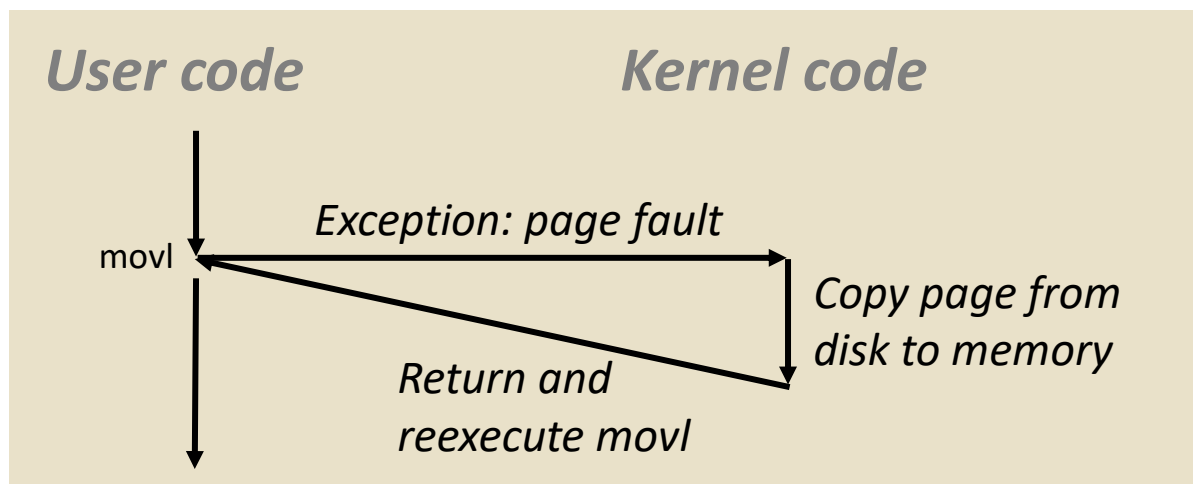 User code
Kernel code
Exception: page fault
movl
Copy page from
disk to memory
Return and
reexecute movl